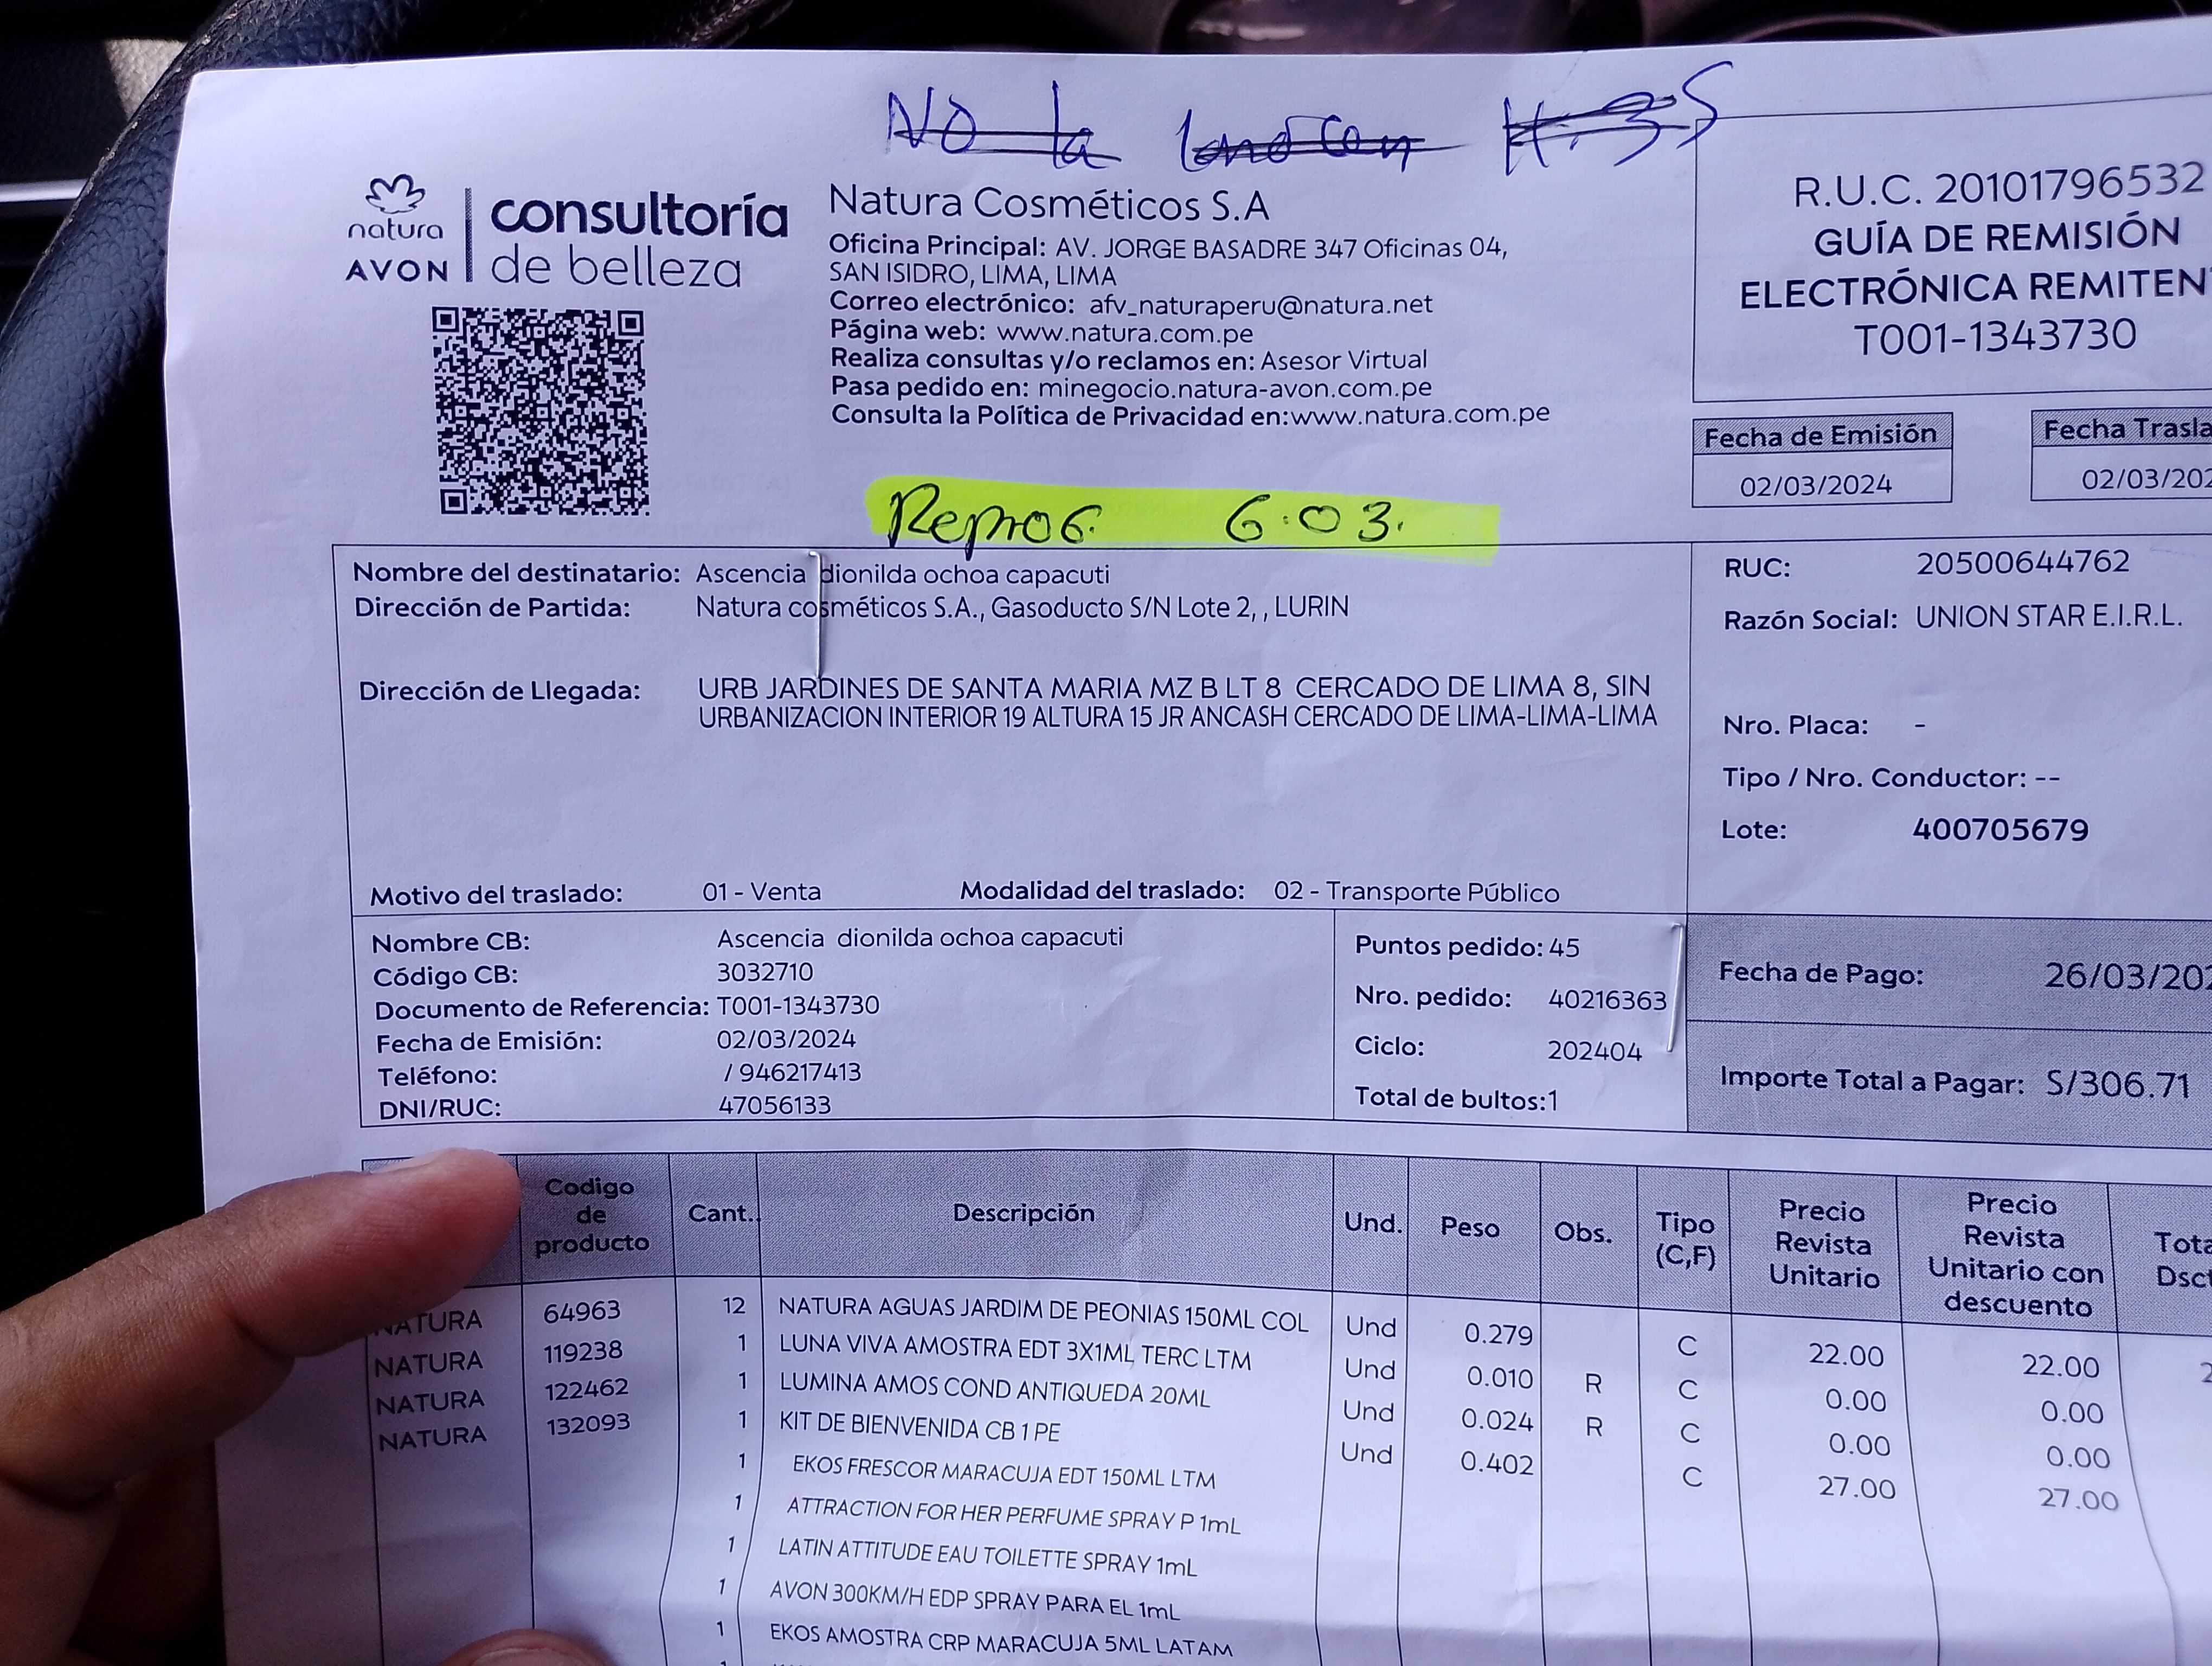 NO la
natura
AVON
consultoría
de belleza
Natura Cosméticos S.A
Oficina Principal: AV. JORGE BASADRE 347 Oficinas 04,
SAN ISIDRO, LIMA, LIMA
Correo electrónico: afv_naturaperu@natura.net
Página web: www.natura.com.pe
Realiza consultas y/o reclamos en: Asesor Virtual
Pasa pedido en: minegocio.natura-avon.com.pe
Consulta la Política de Privacidad en:www.natura.com.pe
R.U.C. 20101796532
GUÍA DE REMISIÓN
ELECTRÓNICA REMITEN
T001-1343730
Fecha de Emisión
02/03/2024
Fecha Trasla
02/03/202
Reprog. 6.03.
Nombre del destinatario: Ascencia dionilda ochoa capacuti
Dirección de Partida: Natura cosméticos S.A., Gasoducto S/N Lote 2, , LURIN
Dirección de Llegada: URB JARDINES DE SANTA MARIA MZ B LT 8 CERCADO DE LIMA 8, SIN
URBANIZACION INTERIOR 19 ALTURA 15 JR ANCASH CERCADO DE LIMA-LIMA-LIMA
Motivo del traslado: 01 - Venta Modalidad del traslado: 02 - Transporte Público
RUC: 20500644762
Razón Social: UNION STAR E.I.R.L.
Nro. Placa: -
Tipo / Nro. Conductor: --
Lote: 400705679
Nombre CB: Ascencia dionilda ochoa capacuti
Código CB: 3032710
Documento de Referencia: T001-1343730
Fecha de Emisión: 02/03/2024
Teléfono: / 946217413
DNI/RUC: 47056133
Puntos pedido: 45
Nro. pedido: 40216363
Ciclo: 202404
Total de bultos:1
Fecha de Pago: 26/03/202
Importe Total a Pagar: S/306.71
Codigo de producto Cant.. Descripción Und. Peso Obs. Tipo (C,F) Precio Revista Unitario Precio Revista Unitario con descuento Tota Dsct
NATURA 64963 12 NATURA AGUAS JARDIM DE PEONIAS 150ML COL Und 0.279 C 22.00 22.00 2
NATURA 119238 1 LUNA VIVA AMOSTRA EDT 3X1ML TERC LTM Und 0.010 R C 0.00 0.00
NATURA 122462 1 LUMINA AMOS COND ANTIQUEDA 20ML Und 0.024 R C 0.00 0.00
NATURA 132093 1 KIT DE BIENVENIDA CB 1 PE Und 0.402 C 27.00 27.00
1 EKOS FRESCOR MARACUJA EDT 150ML LTM
1 ATTRACTION FOR HER PERFUME SPRAY P 1mL
1 LATIN ATTITUDE EAU TOILETTE SPRAY 1mL
1 AVON 300KM/H EDP SPRAY PARA EL 1mL
1 EKOS AMOSTRA CRP MARACUJA 5ML LATAM